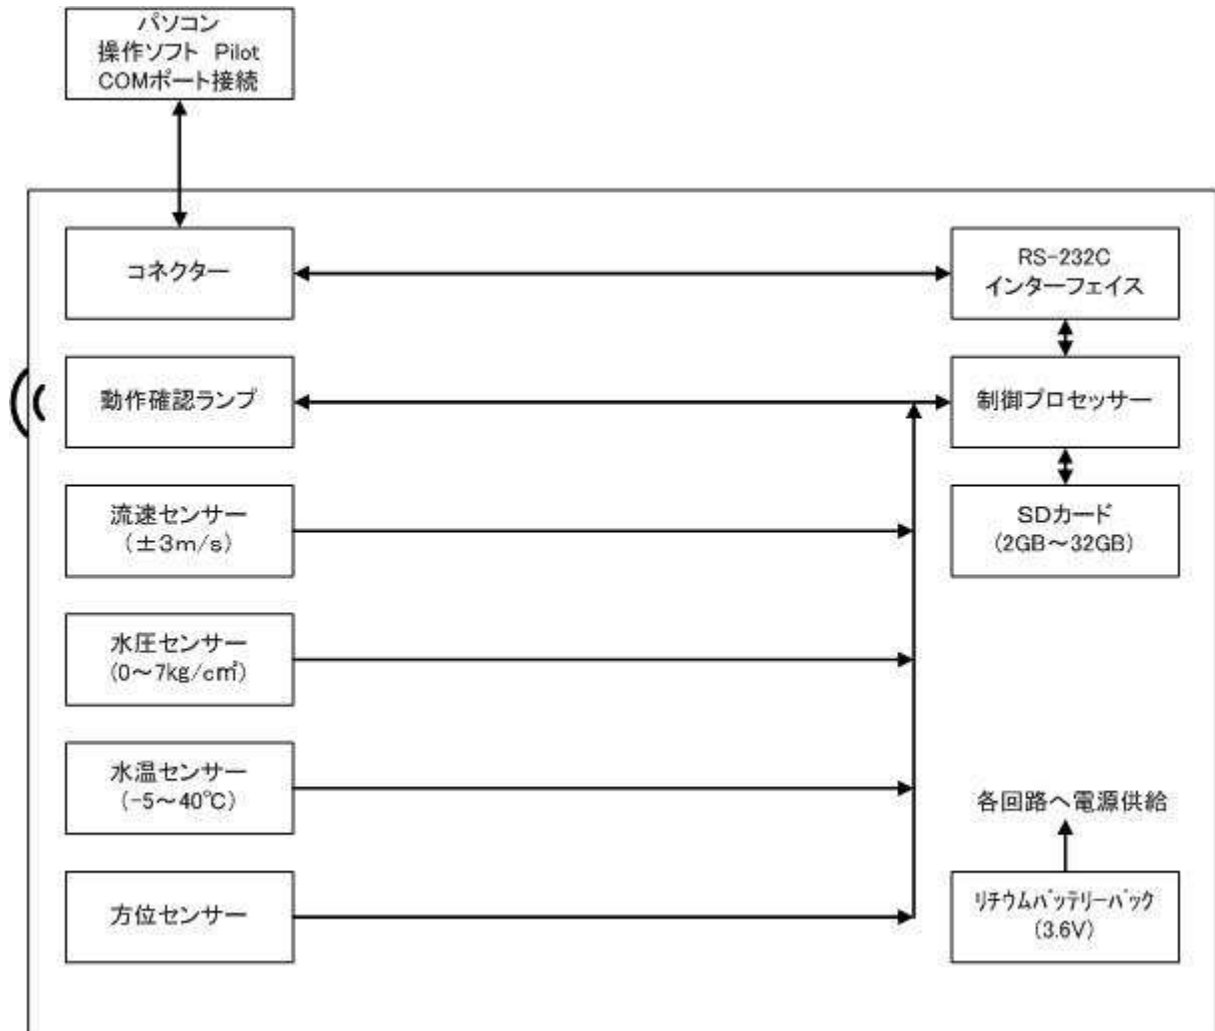 パソコン
操作ソフト Pilot
COMポート接続
コネクター
RS-232C
インターフェイス
動作確認ランプ
制御プロセッサー
流速センサー
(±3m/s)
SDカード
(2GB～32GB)
水圧センサー
(0～7kg/c㎡)
水温センサー
(-5～40℃)
各回路へ電源供給
方位センサー
ﾘﾁウムﾊﾞッテリーﾊﾟック
(3.6V)